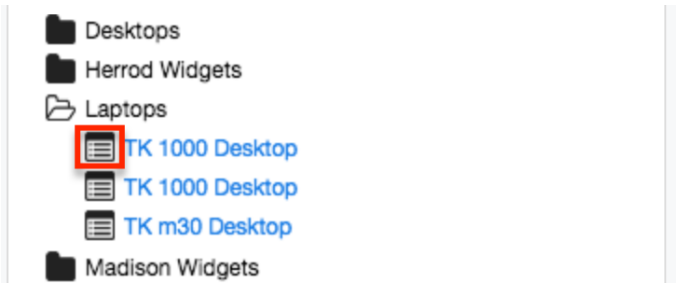 Desktops
Herrod Widgets
Laptops
TK 1000 Desktop
TK 1000 Desktop
TK m30 Desktop
Madison Widgets